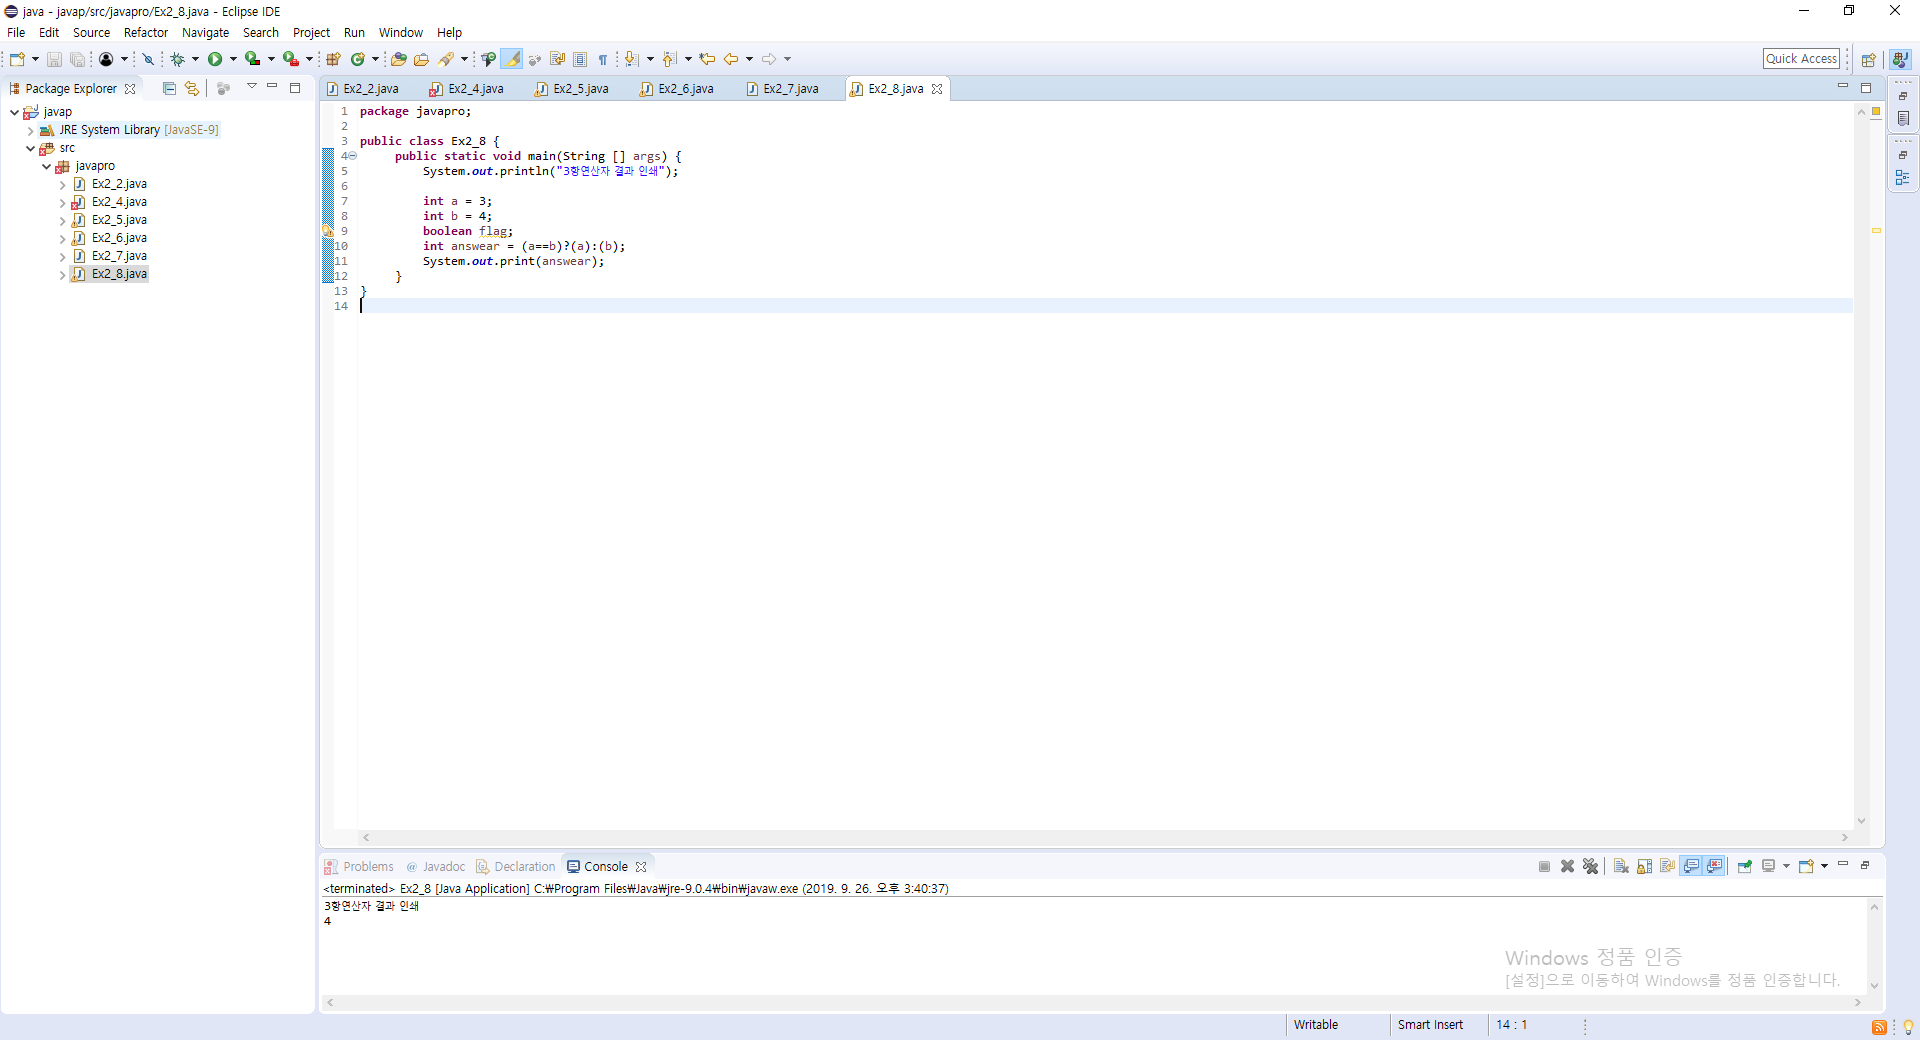 java - javap/src/javapro/Ex2_8.java - Eclipse IDE
File Edit Source Refactor Navigate Search Project Run Window Help
Quick Access
Package Explorer
javap
JRE System Library [JavaSE-9]
src
javapro
Ex2_2.java
Ex2_4.java
Ex2_5.java
Ex2_6.java
Ex2_7.java
Ex2_8.java
Ex2_2.java Ex2_4.java Ex2_5.java Ex2_6.java Ex2_7.java Ex2_8.java
1 package javapro;
2
3 public class Ex2_8 {
4 public static void main(String [] args) {
5 System.out.println("3항연산자 결과 인쇄");
6
7 int a = 3;
8 int b = 4;
9 boolean flag;
10 int answear = (a==b)?(a):(b);
11 System.out.print(answear);
12 }
13 }
14
Problems @ Javadoc Declaration Console
<terminated> Ex2_8 [Java Application] C:₩Program Files₩Java₩jre-9.0.4₩bin₩javaw.exe (2019. 9. 26. 오후 3:40:37)
3항연산자 결과 인쇄
4
Windows 정품 인증
[설정]으로 이동하여 Windows를 정품 인증합니다.
Writable Smart Insert 14 : 1